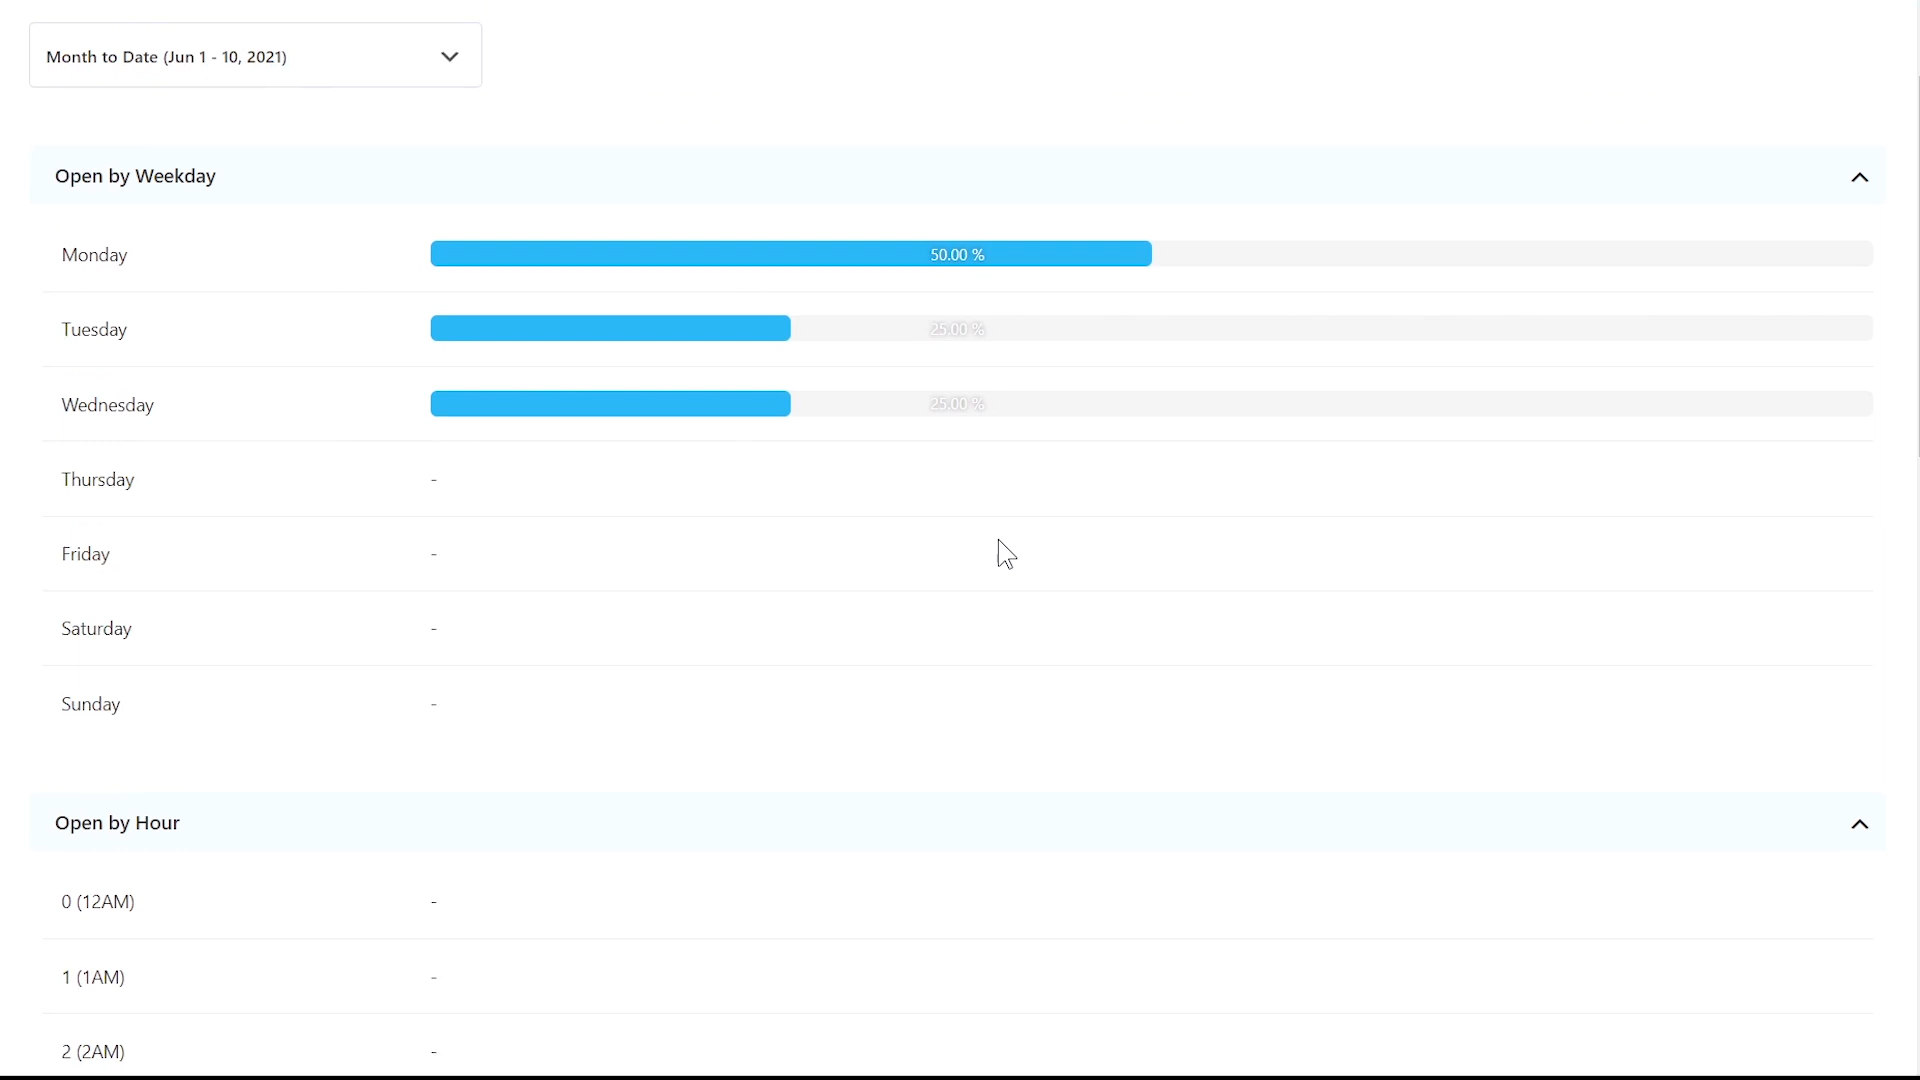 Month to Date (Jun 1 - 10, 2021)
Open by Weekday
Monday 50.00 %
Tuesday 25.00 %
Wednesday 25.00 %
Thursday -
Friday -
Saturday -
Sunday -
Open by Hour
0 (12AM) -
1 (1AM) -
2 (2AM) -